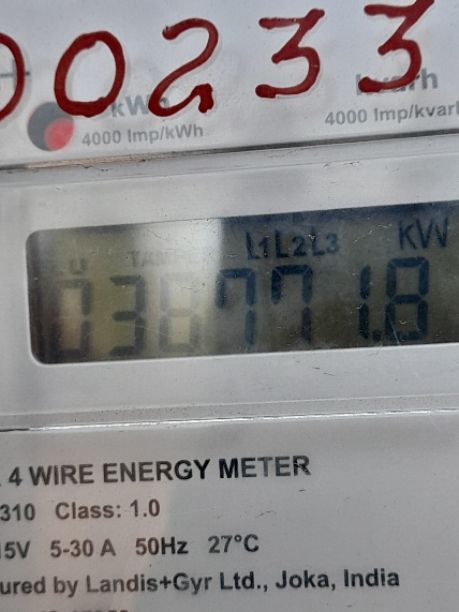 00233
kWh kvarh
4000 Imp/kWh 4000 Imp/kvarh
TAMPER L1L2L3 KW
038771.8
4 WIRE ENERGY METER
310 Class: 1.0
5V 5-30 A 50Hz 27°C
ured by Landis+Gyr Ltd., Joka, India